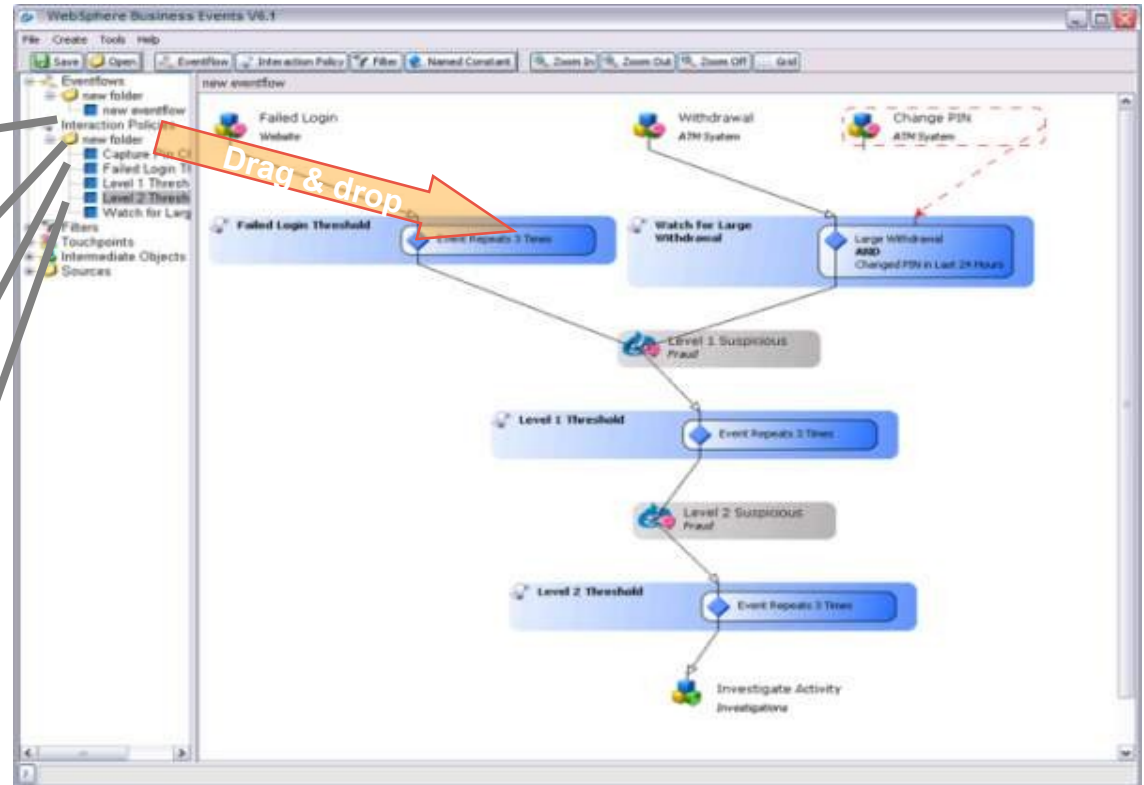 WebSphere Business Events V6.1
File Create Tools Help
Save Open Eventflow Interaction Policy Filter Named Constant Zoom In Zoom Out Zoom Off Grid
Eventflows
new folder
new eventflow
Interaction Policies
new folder
Capture Pin C
Failed Login T
Level 1 Thresh
Level 2 Thresh
Watch for Larg
Filters
Touchpoints
Intermediate Objects
Sources
new eventflow
Failed Login
Website
Withdrawal
ATM System
Change PIN
ATM System
Drag & drop
Failed Login Threshold
Event Repeats 3 Times
Watch for Large
Withdrawal
Large Withdrawal
AND
Changed PIN in Last 24 Hours
Level 1 Suspicious
Fraud
Level 1 Threshold
Event Repeats 3 Times
Level 2 Suspicious
Fraud
Level 2 Threshold
Event Repeats 3 Times
Investigate Activity
Investigations